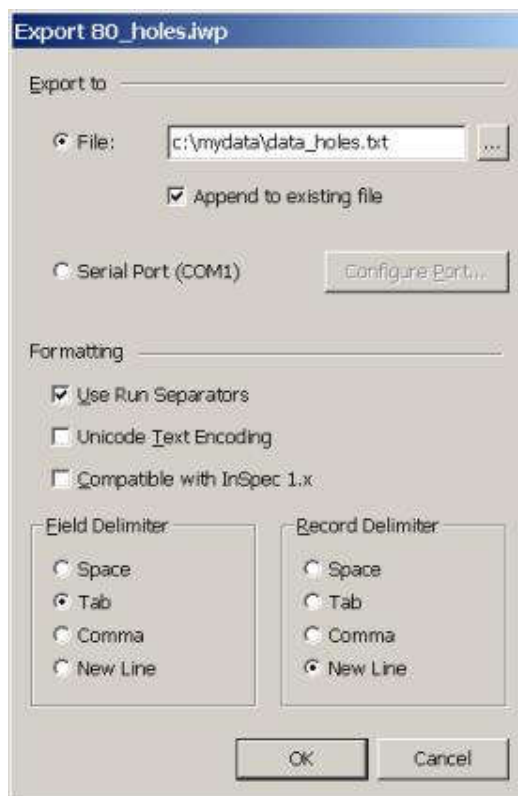 Export 80_holes.iwp
Export to
File:
c:\mydata\data_holes.txt
...
Append to existing file
Serial Port (COM1)
Configure Port...
Formatting
Use Run Separators
Unicode Text Encoding
Compatible with InSpec 1.x
Field Delimiter
Space
Tab
Comma
New Line
Record Delimiter
Space
Tab
Comma
New Line
OK
Cancel